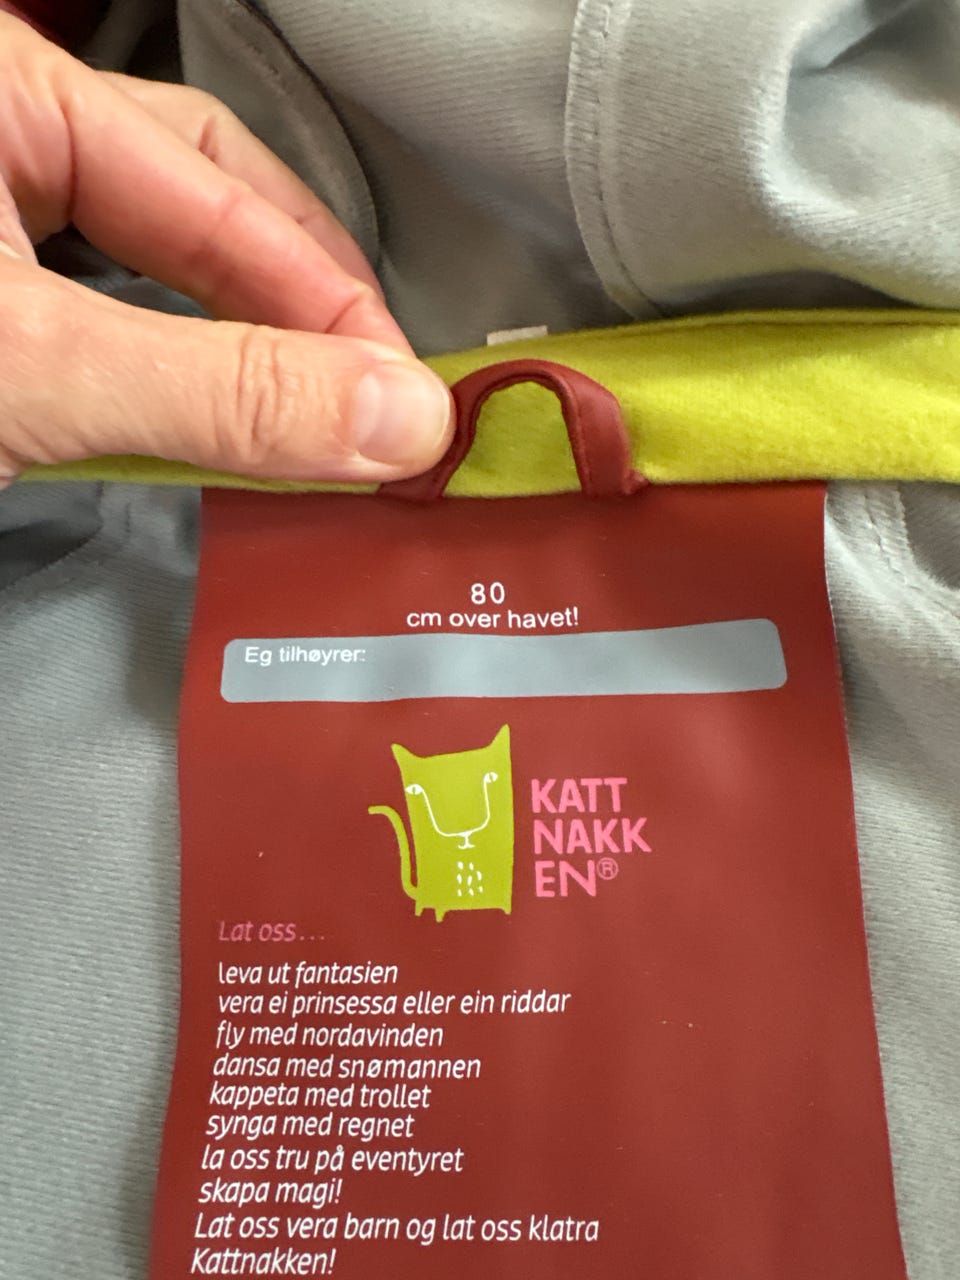 80
cm over havet!
Eg tilhøyrer:
KATT
NAKK
EN®
Lat oss...
leva ut fantasien
vera ei prinsessa eller ein riddar
fly med nordavinden
dansa med snømannen
kappeta med trollet
synga med regnet
la oss tru på eventyret
skapa magi!
Lat oss vera barn og lat oss klatra
Kattnakken!